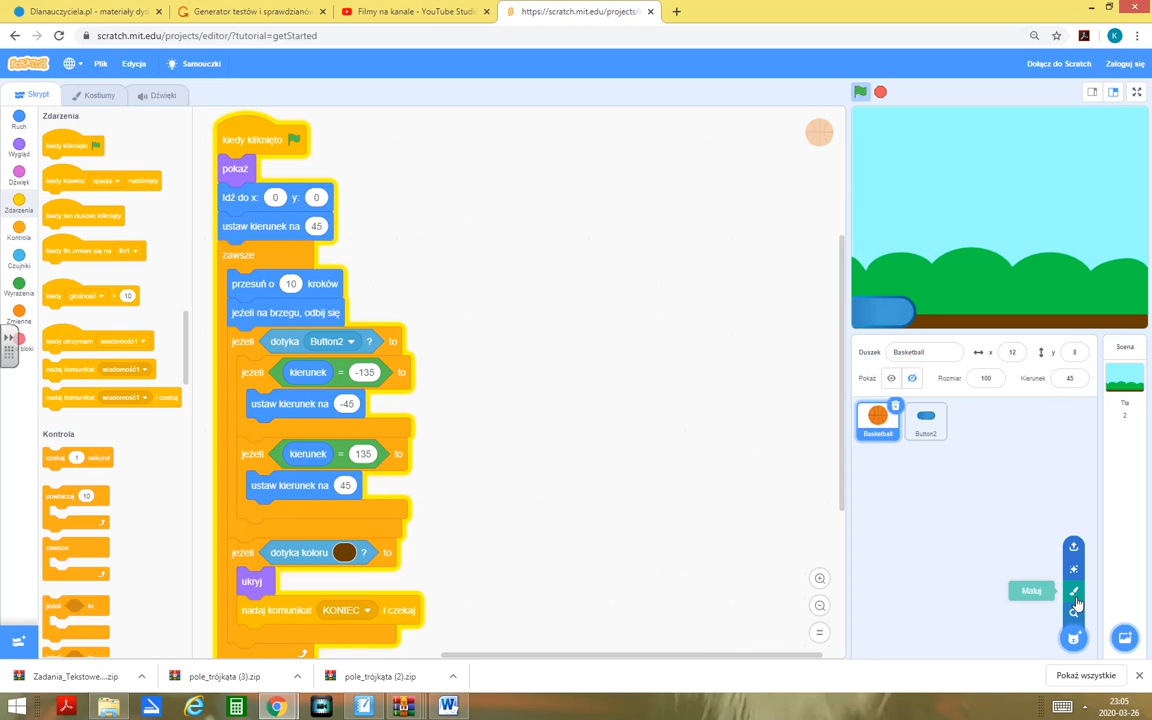 Dlanauczyciela.pl - materiały dyd
Generator testów i sprawdzianów
Filmy na kanale - YouTube Studi
https://scratch.mit.edu/projects/e
scratch.mit.edu/projects/editor/?tutorial=getStarted
SCRATCH Plik Edycja Samouczki Dołącz do Scratch Zaloguj się
Skrypt Kostiumy Dźwięki
Ruch
Wygląd
Dźwięk
Zdarzenia
Kontrola
Czujniki
Wyrażenia
Zmienne
bloki
Zdarzenia
kiedy kliknięto
kiedy klawisz spacja naciśnięty
kiedy ten duszek kliknięty
kiedy tło zmieni się na tło1
kiedy głośność > 10
kiedy otrzymam wiadomość1
nadaj komunikat wiadomość1
nadaj komunikat wiadomość1 i czekaj
Kontrola
czekaj 1 sekund
powtarzaj 10
zawsze
jeżeli to
kiedy kliknięto
pokaż
Idź do x: 0 y: 0
ustaw kierunek na 45
zawsze
przesuń o 10 kroków
jeżeli na brzegu, odbij się
jeżeli dotyka Button2 ? to
jeżeli kierunek = -135 to
ustaw kierunek na -45
jeżeli kierunek = 135 to
ustaw kierunek na 45
jeżeli dotyka koloru ? to
ukryj
nadaj komunikat KONIEC i czekaj
Duszek Basketball x 12 y 8
Pokaż Rozmiar 100 Kierunek 45
Basketball Button2
Scena
Tła
2
Maluj
Zadania_Tekstowe....zip pole_trójkąta (3).zip pole_trójkąta (2).zip Pokaż wszystkie
23:05
2020-03-26